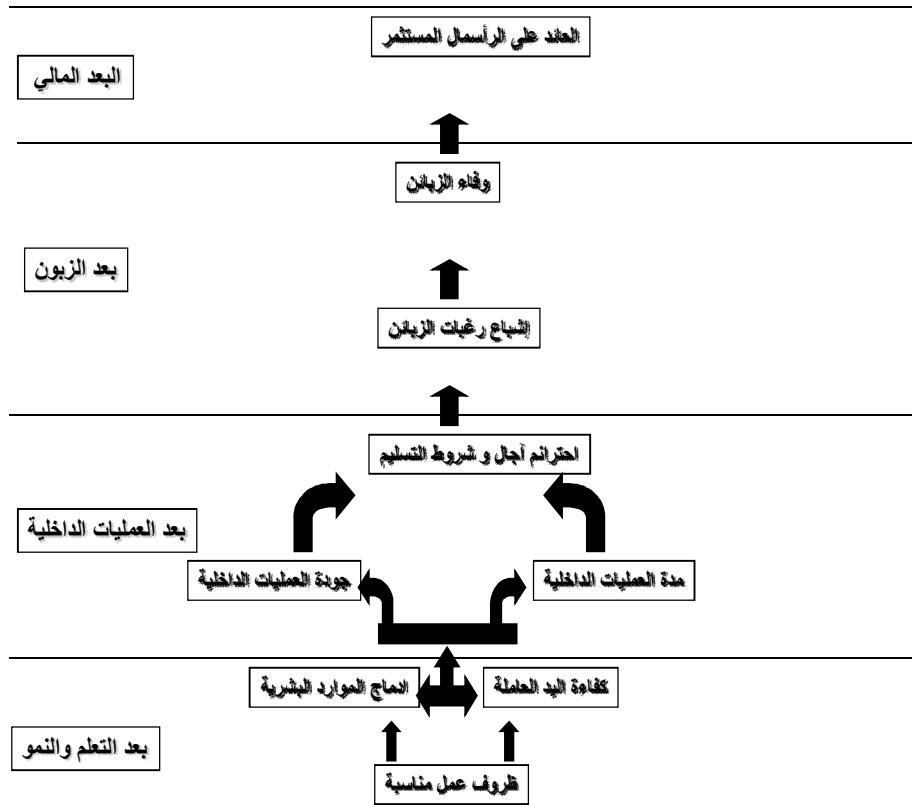 العائد على الرأسمال المستثمر
البعد المالي
وفاء الزبائن
بعد الزبون
إشباع رغبات الزبائن
احترام آجال و شروط التسليم
بعد العمليات الداخلية
مدة العمليات الداخلية
جودة العمليات الداخلية
كفاءة اليد العاملة
ادماج الموارد البشرية
بعد التعلم والنمو
ظروف عمل مناسبة